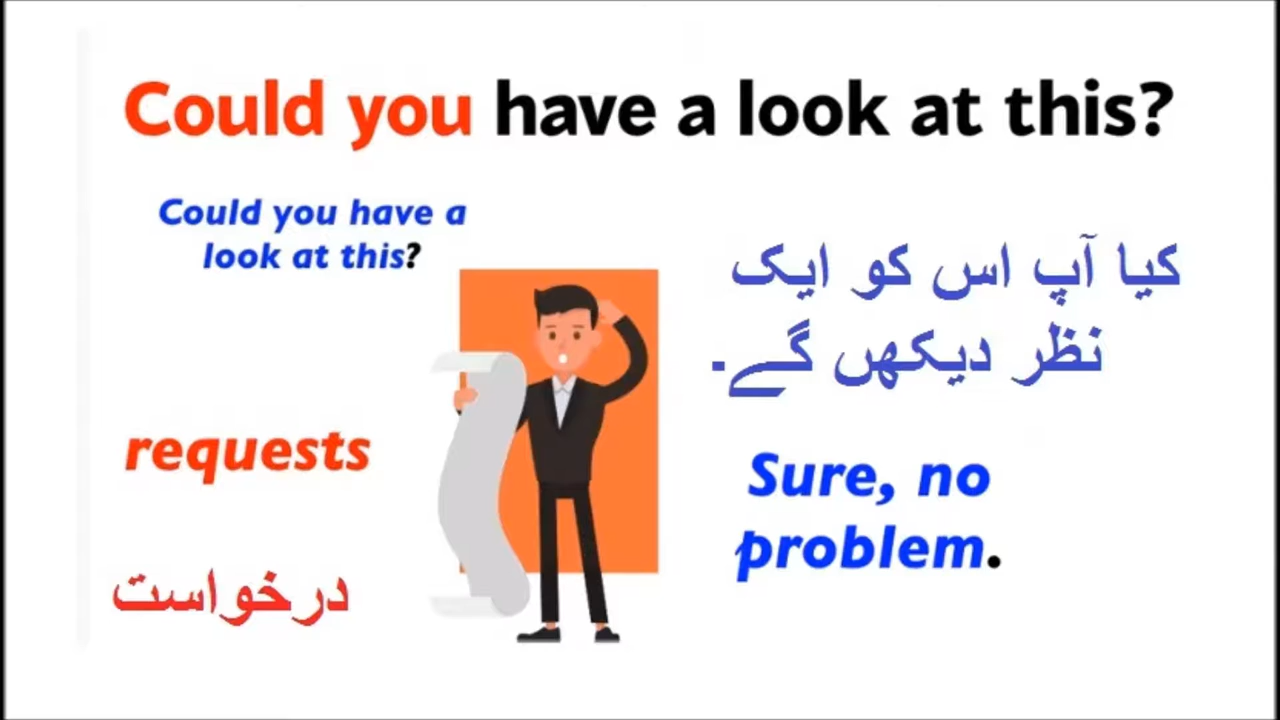 Could you have a look at this?
Could you have a
look at this?
کیا آپ اس کو ایک
نظر دیکھں گے۔
requests
Sure, no
problem.
درخواست